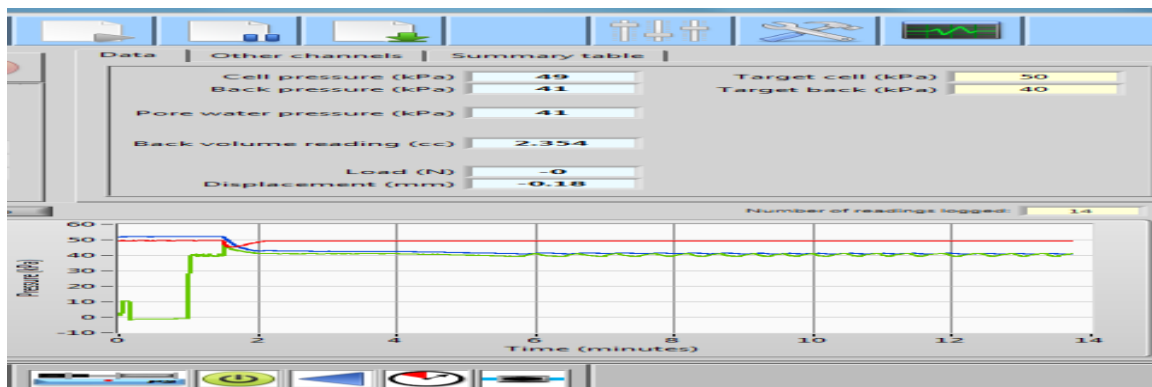 Data Other channels Summary table
Cell pressure (kPa) 49 Target cell (kPa) 50
Back pressure (kPa) 41 Target back (kPa) 40
Pore water pressure (kPa) 41
Back volume reading (cc) 2.354
Load (N) -0
Displacement (mm) -0.18
Number of readings logged: 14
60
50
40
30
20
10
0
-10
Pressure (kPa)
0 2 4 6 8 10 12 14
Time (minutes)